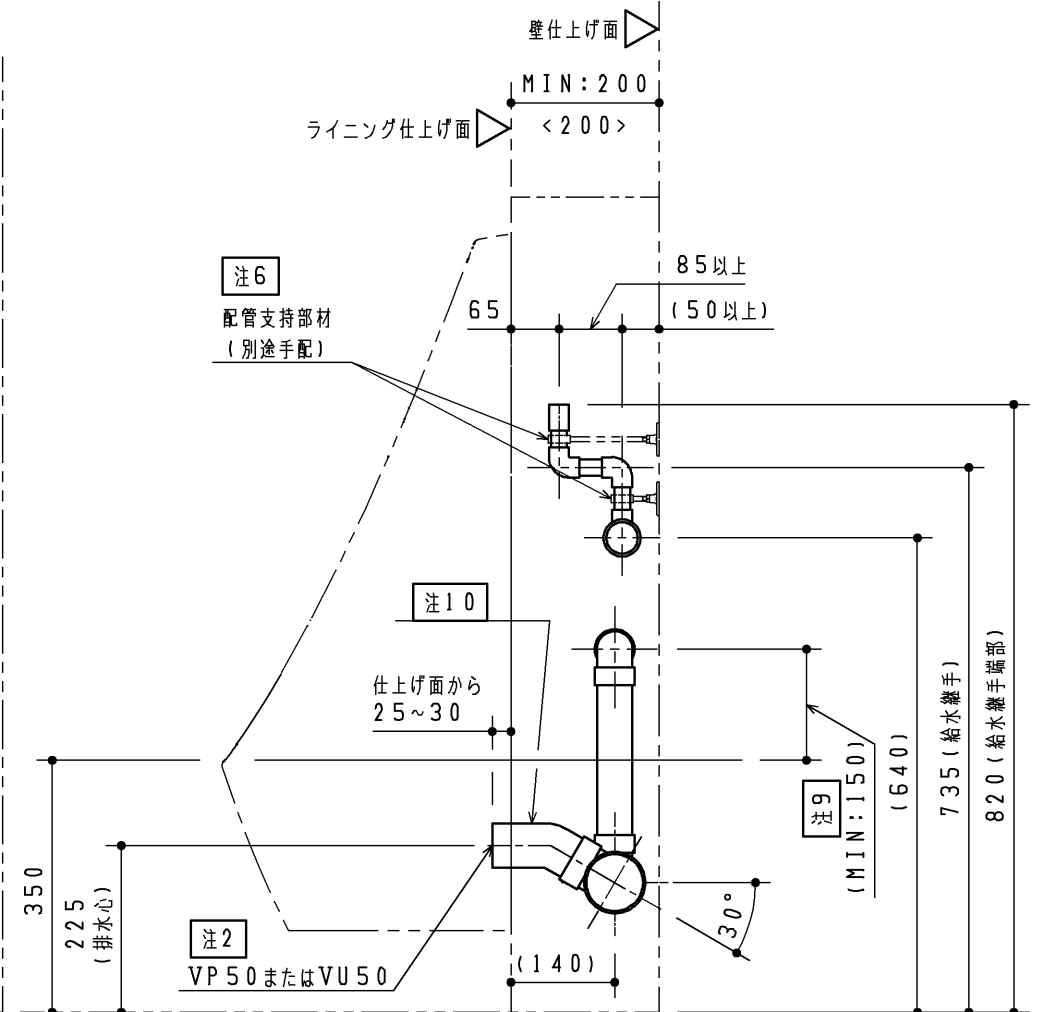 壁仕上げ面
MIN:200
<200>
ライニング仕上げ面
注6
配管支持部材
(別途手配)
85以上
65
(50以上)
注10
仕上げ面から
25~30
注9
(MIN:150)
(640)
735(給水継手)
820(給水継手端部)
350
225
(排水心)
注2
VP50またはVU50
(140)
30°